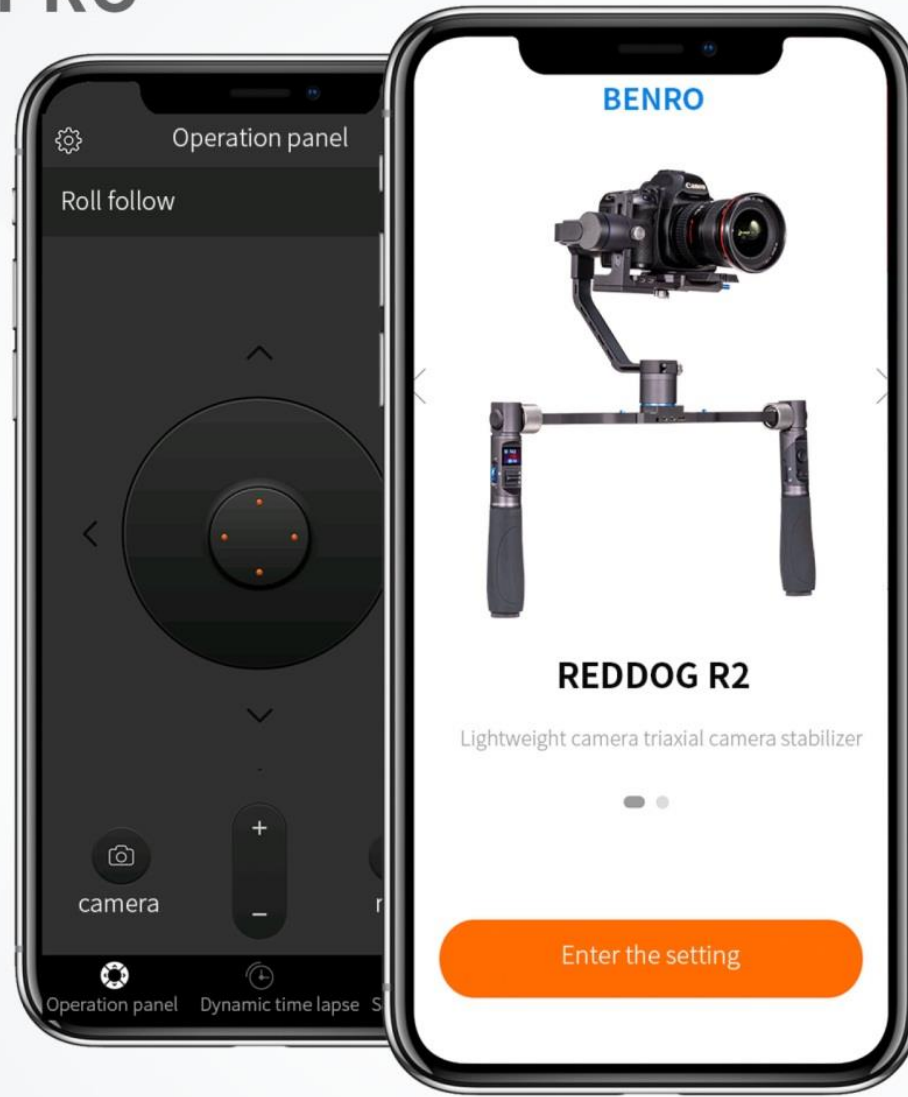 PRO
Operation panel
Roll follow
camera
+
−
Operation panel
Dynamic time lapse
BENRO
Canon
REDDOG R2
Lightweight camera triaxial camera stabilizer
Enter the setting